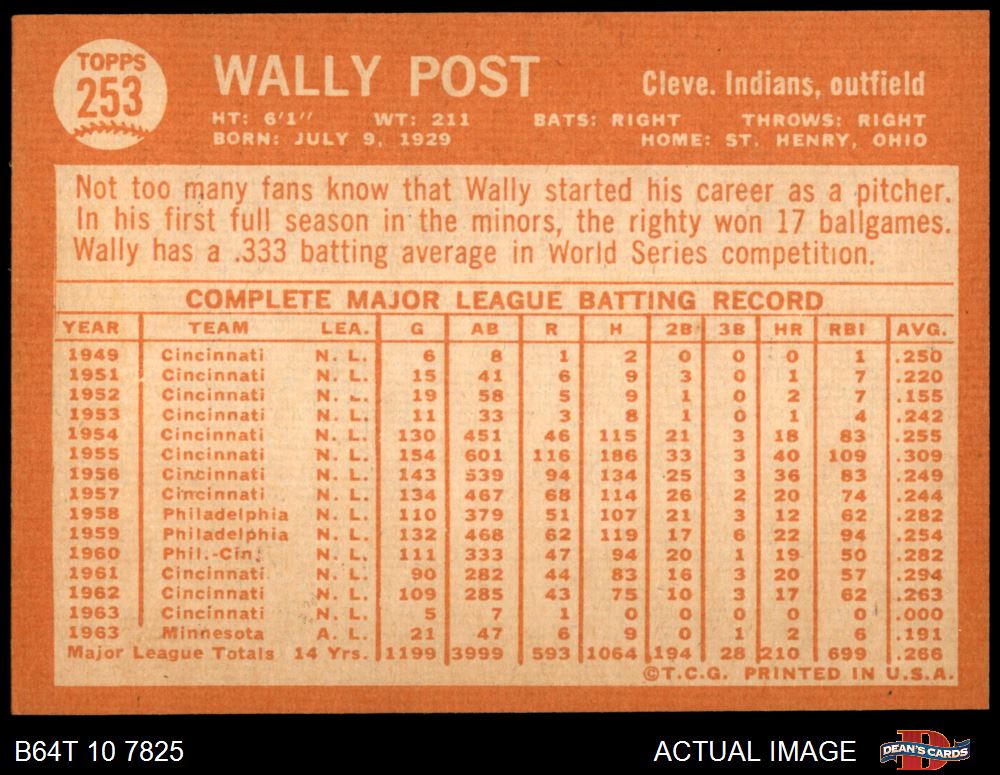 TOPPS
253
WALLY POST
Cleve. Indians, outfield
HT: 6'1" WT: 211 BATS: RIGHT THROWS: RIGHT
BORN: JULY 9, 1929 HOME: ST. HENRY, OHIO
Not too many fans know that Wally started his career as a pitcher.
In his first full season in the minors, the righty won 17 ballgames.
Wally has a .333 batting average in World Series competition.
COMPLETE MAJOR LEAGUE BATTING RECORD
YEAR TEAM LEA. G AB R H 2B 3B HR RBI AVG.
1949 Cincinnati N. L. 6 8 1 2 0 0 0 1 .250
1951 Cincinnati N. L. 15 41 6 9 3 0 1 7 .220
1952 Cincinnati N. L. 19 58 5 9 1 0 2 7 .155
1953 Cincinnati N. L. 11 33 3 8 1 0 1 4 .242
1954 Cincinnati N. L. 130 451 46 115 21 3 18 83 .255
1955 Cincinnati N. L. 154 601 116 186 33 3 40 109 .309
1956 Cincinnati N. L. 143 539 94 134 25 3 36 83 .249
1957 Cincinnati N. L. 134 467 68 114 26 2 20 74 .244
1958 Philadelphia N. L. 110 379 51 107 21 3 12 62 .282
1959 Philadelphia N. L. 132 468 62 119 17 6 22 94 .254
1960 Phil.-Cin. N. L. 111 333 47 94 20 1 19 50 .282
1961 Cincinnati N. L. 90 282 44 83 16 3 20 57 .294
1962 Cincinnati N. L. 109 285 43 75 10 3 17 62 .263
1963 Cincinnati N. L. 5 7 1 0 0 0 0 0 .000
1963 Minnesota A. L. 21 47 6 9 0 1 2 6 .191
Major League Totals 14 Yrs. 1199 3999 593 1064 194 28 210 699 .266
©T.C.G. PRINTED IN U.S.A.
B64T 10 7825
ACTUAL IMAGE
DEAN'S CARDS